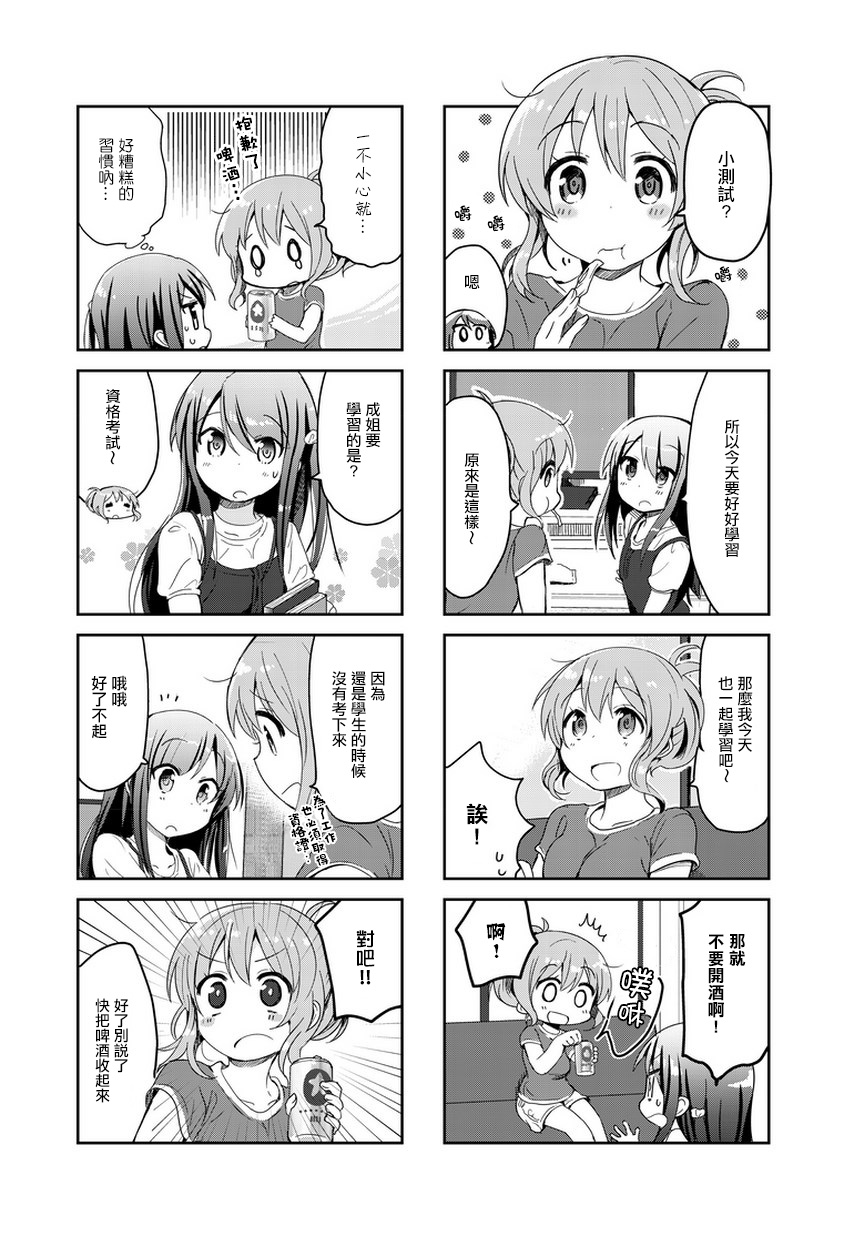 小測試？
嚼
嚼
嚼
嗯
所以今天要好好學習
原來是這樣～
那麼我今天
也一起學習吧～
誒！
那就
不要開酒啊！
啊！
噗咻
一不小心就…
抱歉了
啤酒…
好糟糕的
習慣吶…
成姐要
學習的是？
資格考試～
因為
還是學生的時候
沒有考下來
為了工作
也必須取得
資格證…
哦哦
好了不起
對吧!!
好了別說了
快把啤酒收起來